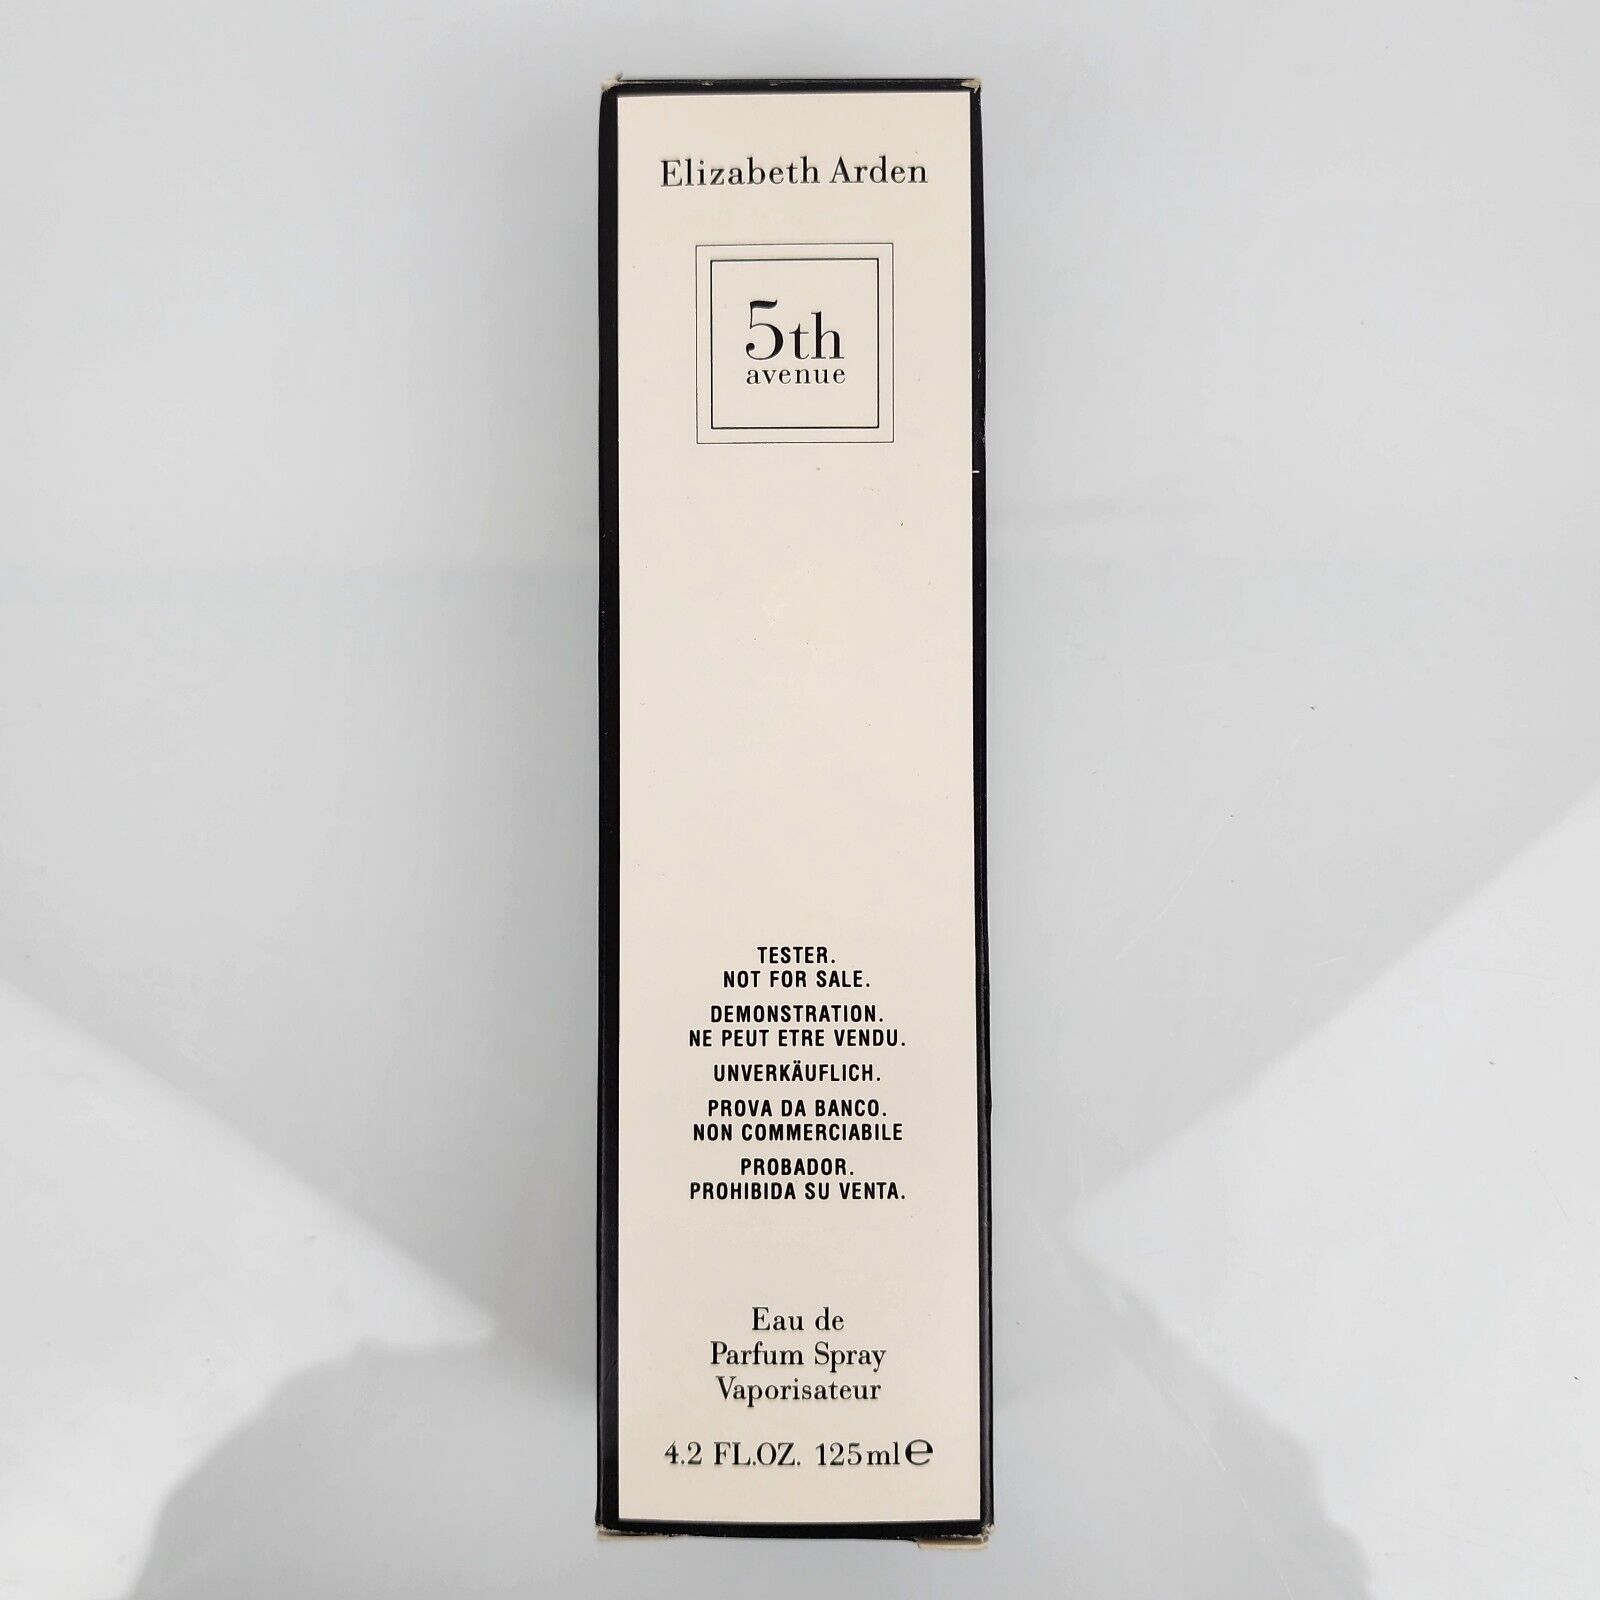 Elizabeth Arden
5th
avenue
TESTER.
NOT FOR SALE.
DEMONSTRATION.
NE PEUT ETRE VENDU.
UNVERKÄUFLICH.
PROVA DA BANCO.
NON COMMERCIABILE
PROBADOR.
PROHIBIDA SU VENTA.
Eau de
Parfum Spray
Vaporisateur
4.2 FL.OZ. 125ml℮